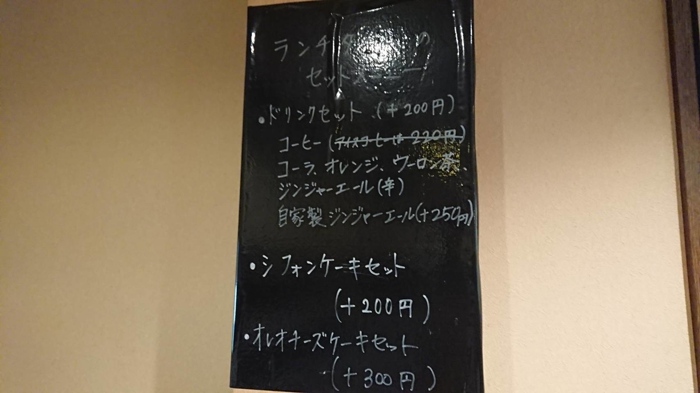 ランチ の
セット
・ドリンクセット (+200円)
コーヒー (アイスコーヒーは 220円)
コーラ、オレンジ、ウーロン茶、
ジンジャーエール(辛)
自家製ジンジャーエール(+250円)
・シフォンケーキセット
(+200円)
・オレオチーズケーキセット
(+300円)